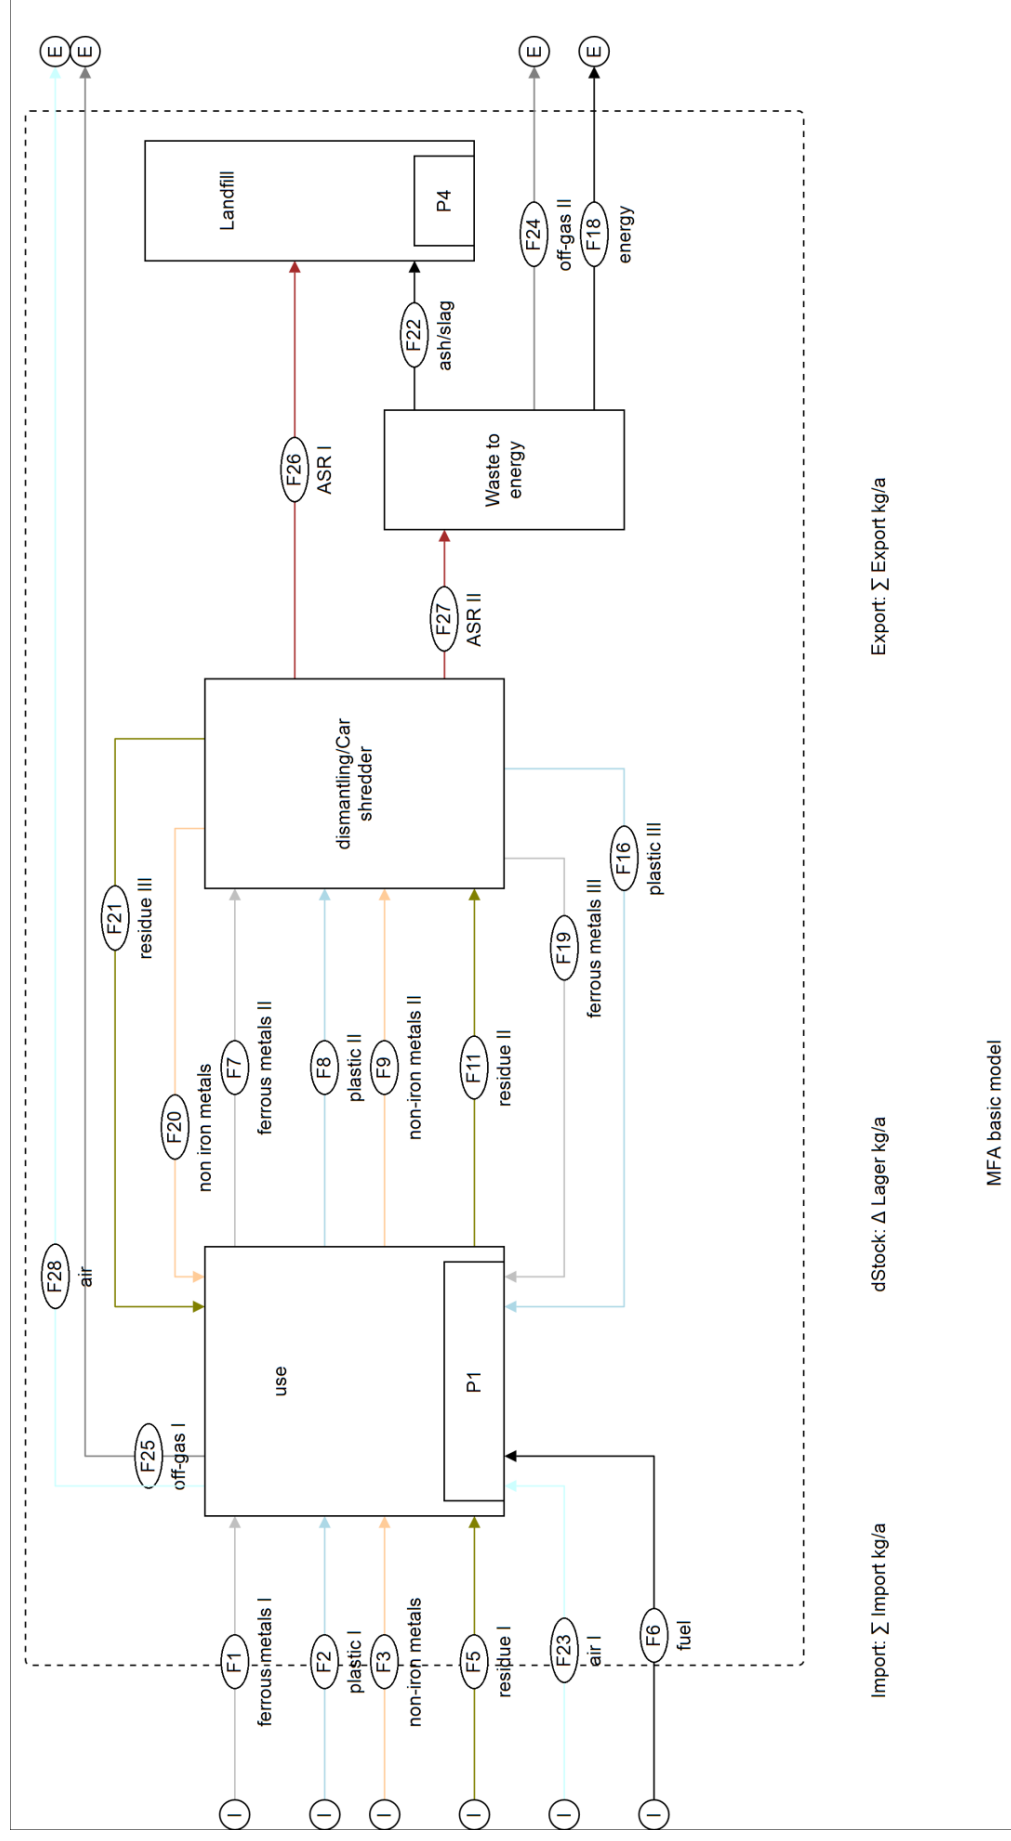 E
E
F28
air
F25
off-gas I
F21
residue III
F20
non iron metals
I
F1
ferrous metals I
I
F2
plastic I
I
F3
non-iron metals
I
F5
residue I
I
F23
air I
I
F6
fuel
use
P1
F7
ferrous metals II
F8
plastic II
F9
non-iron metals II
F11
residue II
F19
ferrous metals III
F16
plastic III
dismantling/Car
shredder
F26
ASR I
F27
ASR II
Waste to
energy
F22
ash/slag
Landfill
P4
F24
off-gas II
E
F18
energy
E
Import: Σ Import kg/a
dStock: Δ Lager kg/a
Export: Σ Export kg/a
MFA basic model